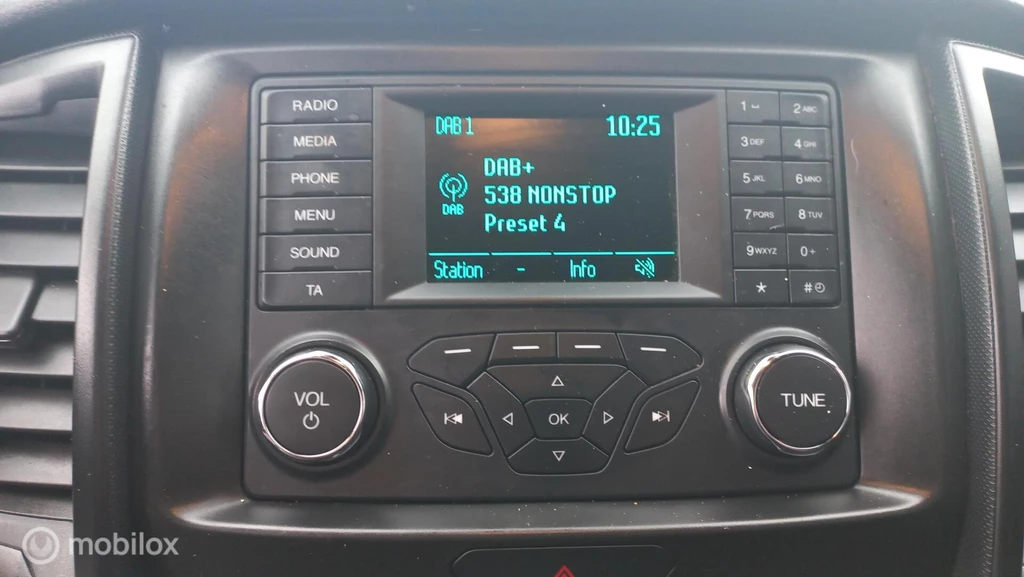 RADIO
MEDIA
PHONE
MENU
SOUND
TA
DAB 1 10:25
DAB+
538 NONSTOP
Preset 4
DAB
Station - Info
1 2 ABC
3 DEF 4 GHI
5 JKL 6 MNO
7 PQRS 8 TUV
9 WXYZ 0 +
* #
VOL
OK
TUNE
mobilox